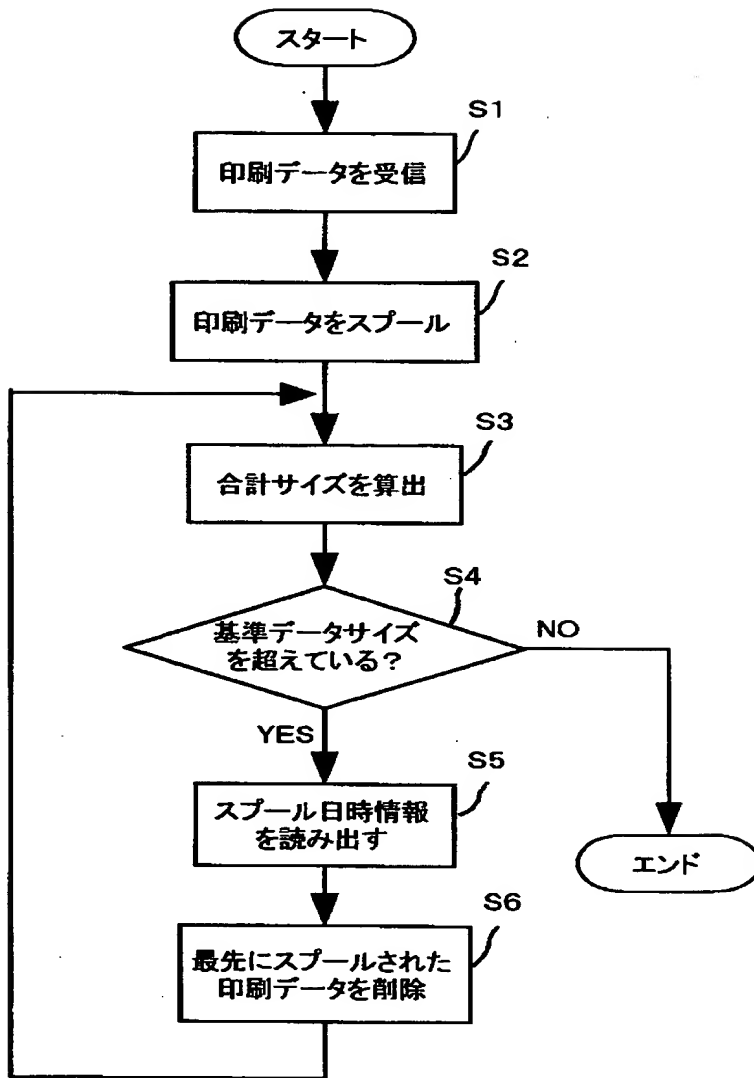 スタート
S1
印刷データを受信
S2
印刷データをスプール
S3
合計サイズを算出
S4
基準データサイズ
を超えている？
NO
YES
S5
スプール日時情報
を読み出す
エンド
S6
最先にスプールされた
印刷データを削除